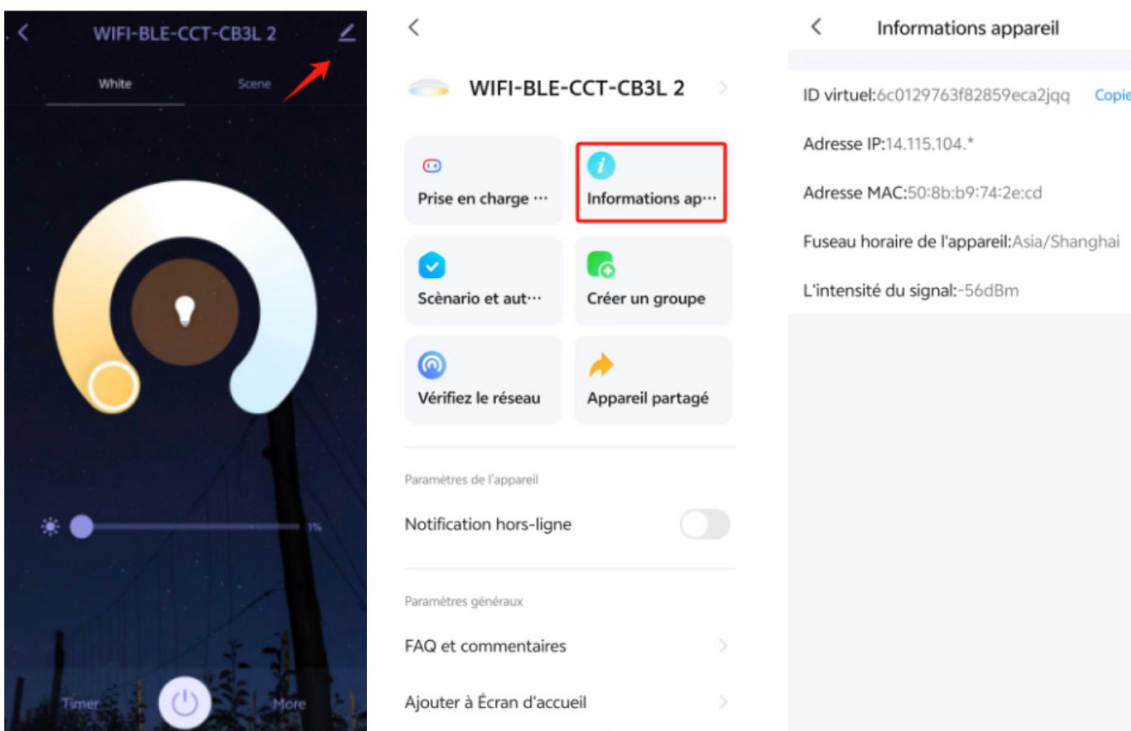 WIFI-BLE-CCT-CB3L 2
White
Scene
1%
Timer
More
WIFI-BLE-CCT-CB3L 2
Prise en charge ···
Informations ap···
Scènario et aut···
Créer un groupe
Vérifiez le réseau
Appareil partagé
Paramètres de l'appareil
Notification hors-ligne
Paramètres généraux
FAQ et commentaires
Ajouter à Écran d'accueil
Informations appareil
ID virtuel:6c0129763f82859eca2jqq Copie
Adresse IP:14.115.104.*
Adresse MAC:50:8b:b9:74:2e:cd
Fuseau horaire de l'appareil:Asia/Shanghai
L'intensité du signal:-56dBm